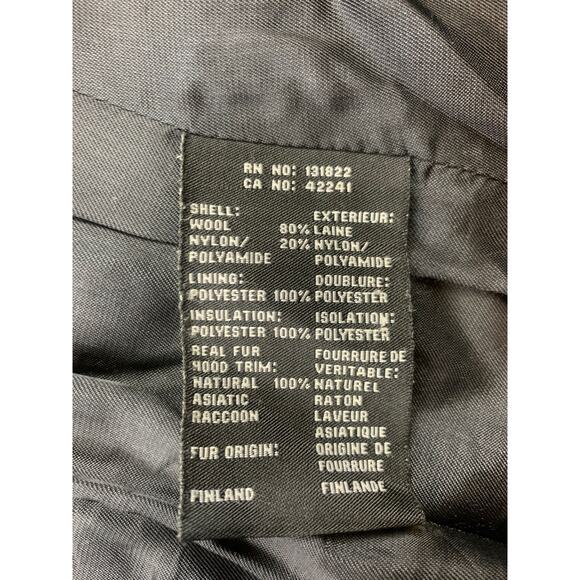 RN NO: 131822
CA NO: 42241
SHELL: EXTERIEUR:
WOOL 80% LAINE
NYLON/ 20% NYLON/
POLYAMIDE POLYAMIDE
LINING: DOUBLURE:
POLYESTER 100% POLYESTER
INSULATION: ISOLATION:
POLYESTER 100% POLYESTER
REAL FUR FOURRURE DE
HOOD TRIM: VERITABLE:
NATURAL 100% NATUREL
ASIATIC RATON
RACCOON LAVEUR
ASIATIQUE
FUR ORIGIN: ORIGINE DE
FOURRURE
FINLAND FINLANDE